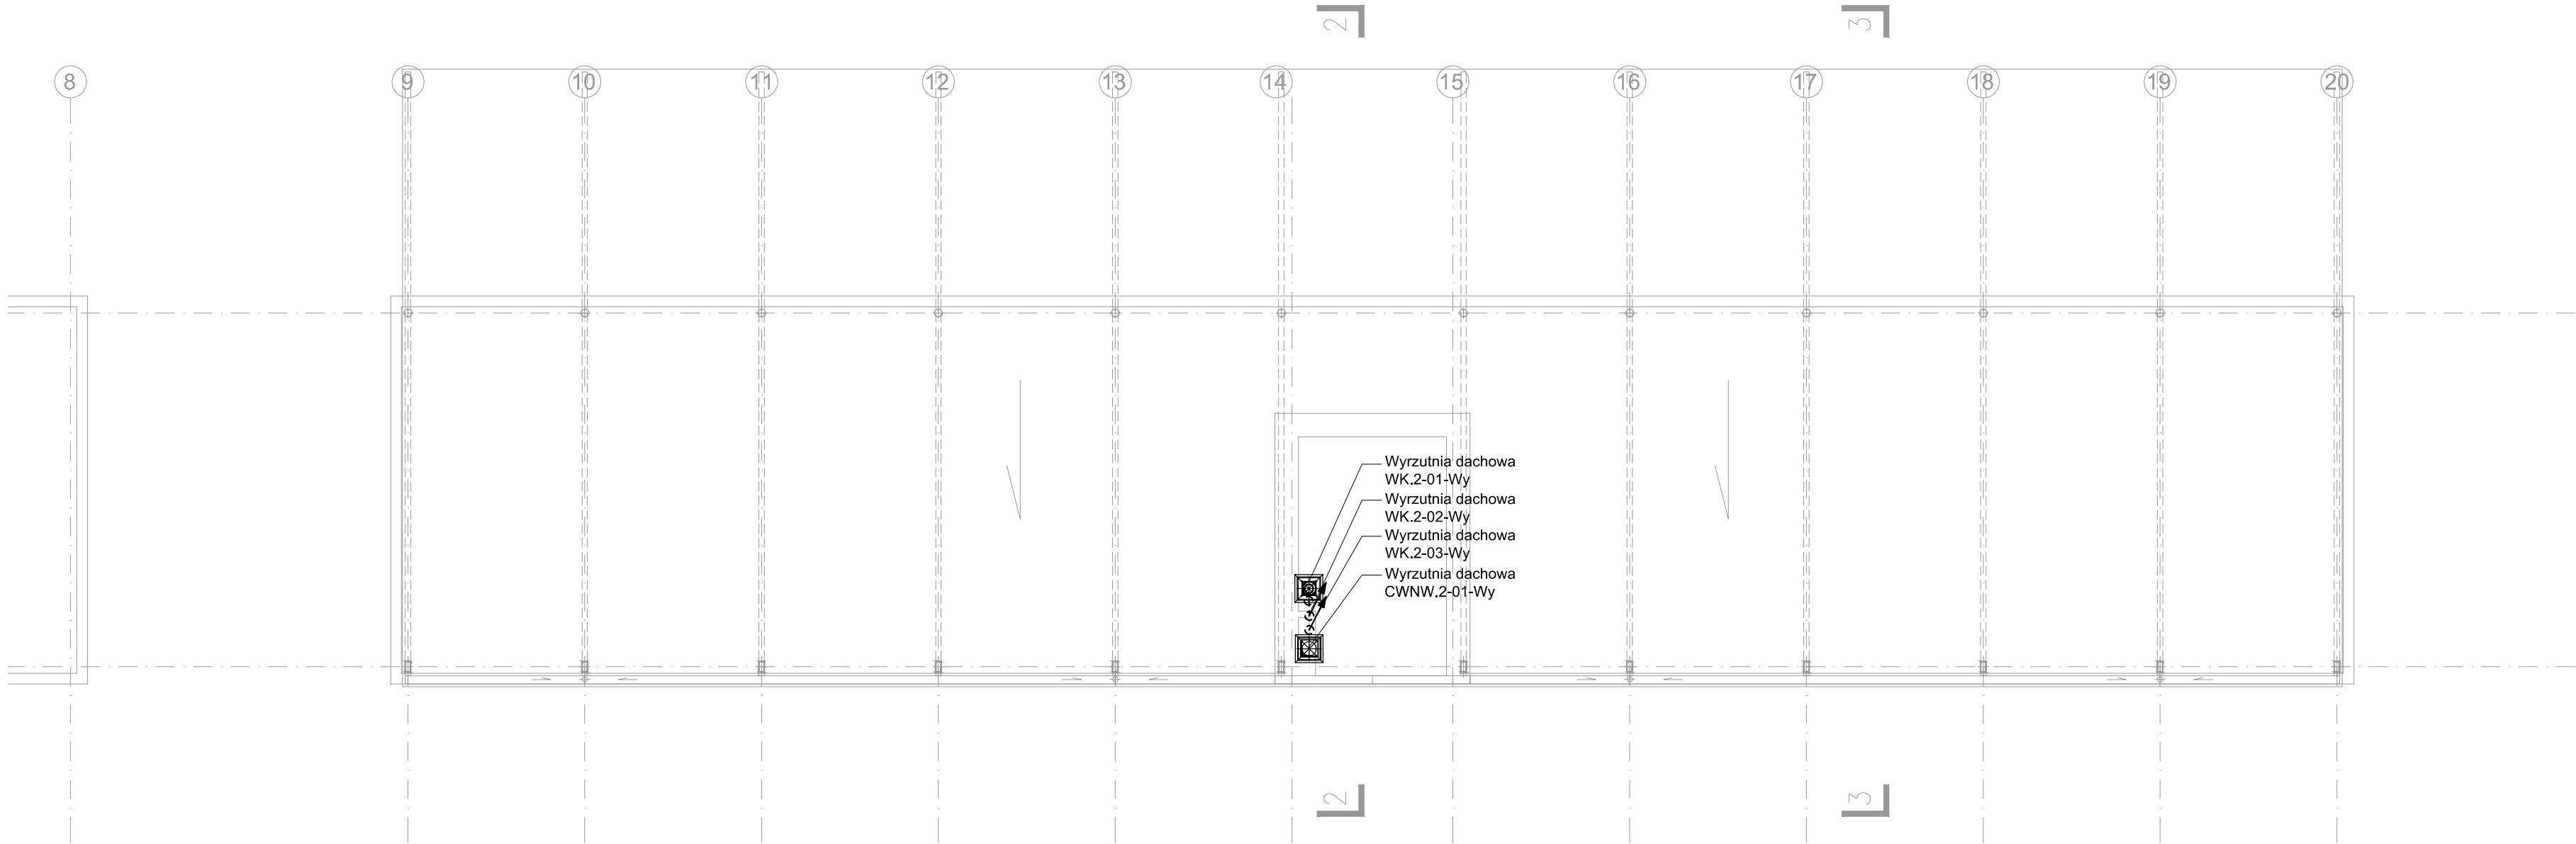 2 3
8 9 10 11 12 13 14 15 16 17 18 19 20
Wyrzutnia dachowa
WK.2-01-Wy
Wyrzutnia dachowa
WK.2-02-Wy
Wyrzutnia dachowa
WK.2-03-Wy
Wyrzutnia dachowa
CWNW.2-01-Wy
2 3